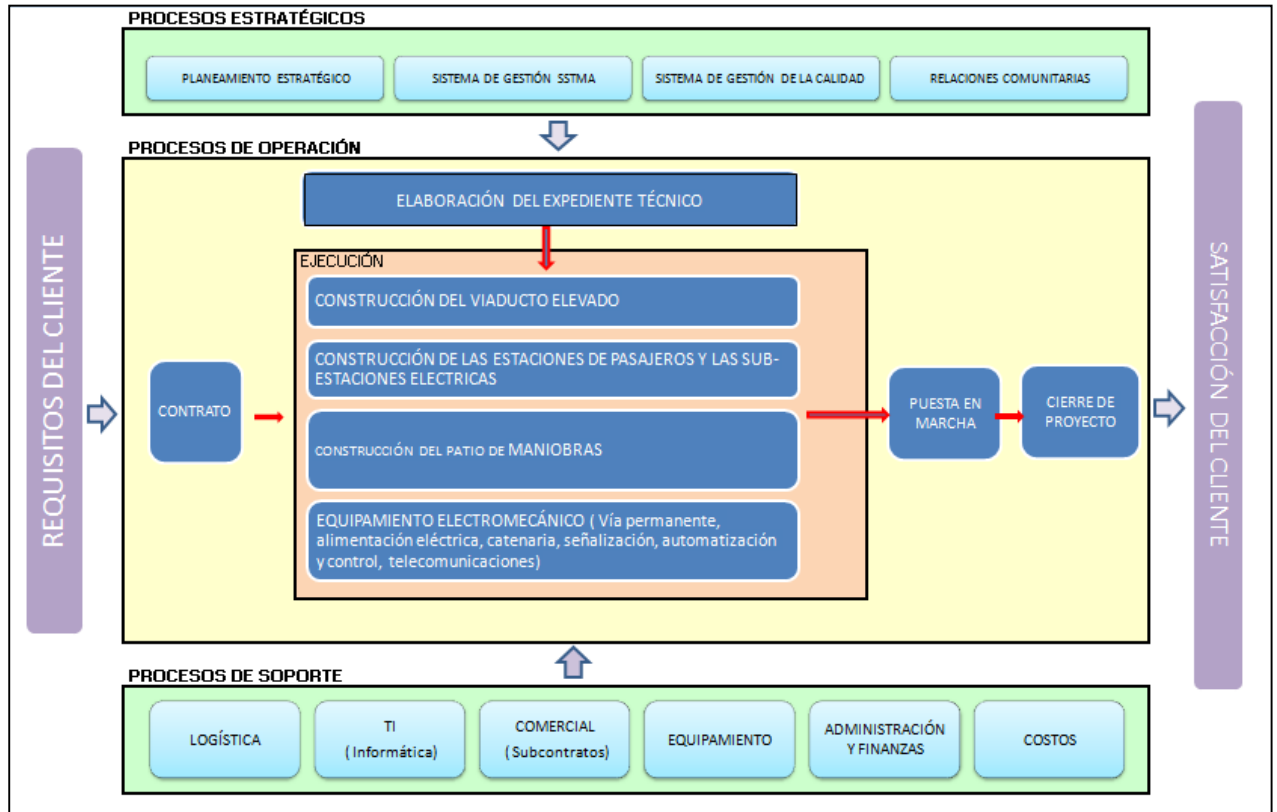 PROCESOS ESTRATÉGICOS
PLANEAMIENTO ESTRATÉGICO
SISTEMA DE GESTIÓN SSTMA
SISTEMA DE GESTIÓN DE LA CALIDAD
RELACIONES COMUNITARIAS
REQUISITOS DEL CLIENTE
PROCESOS DE OPERACIÓN
ELABORACIÓN DEL EXPEDIENTE TÉCNICO
CONTRATO
EJECUCIÓN
CONSTRUCCIÓN DEL VIADUCTO ELEVADO
CONSTRUCCIÓN DE LAS ESTACIONES DE PASAJEROS Y LAS SUB-
ESTACIONES ELECTRICAS
CONSTRUCCIÓN DEL PATIO DE MANIOBRAS
EQUIPAMIENTO ELECTROMECÁNICO ( Vía permanente,
alimentación eléctrica, catenaria, señalización, automatización
y control, telecomunicaciones)
PUESTA EN
MARCHA
CIERRE DE
PROYECTO
SATISFACCIÓN DEL CLIENTE
PROCESOS DE SOPORTE
LOGÍSTICA
TI
( Informática)
COMERCIAL
( Subcontratos)
EQUIPAMIENTO
ADMINISTRACIÓN
Y FINANZAS
COSTOS